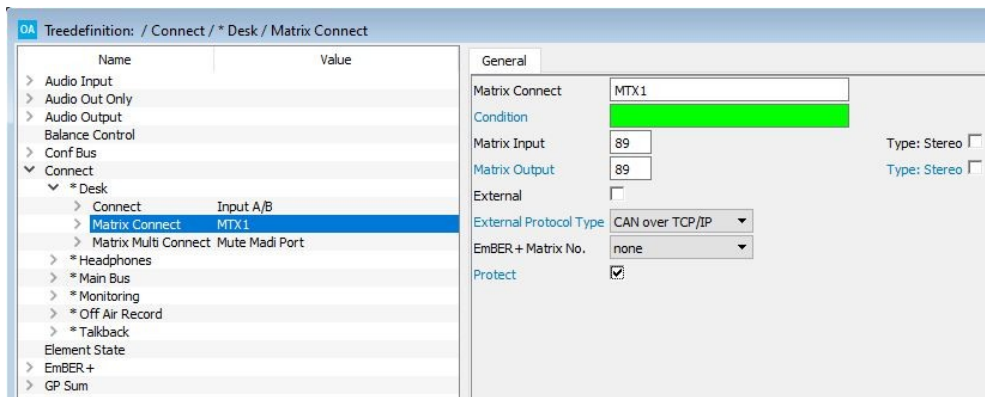 OA Treedefinition: / Connect / * Desk / Matrix Connect
Name Value
Audio Input
Audio Out Only
Audio Output
Balance Control
Conf Bus
Connect
* Desk
Connect Input A/B
Matrix Connect MTX1
Matrix Multi Connect Mute Madi Port
* Headphones
* Main Bus
* Monitoring
* Off Air Record
* Talkback
Element State
EmBER+
GP Sum
General
Matrix Connect MTX1
Condition
Matrix Input 89 Type: Stereo
Matrix Output 89 Type: Stereo
External
External Protocol Type CAN over TCP/IP
EmBER+ Matrix No. none
Protect